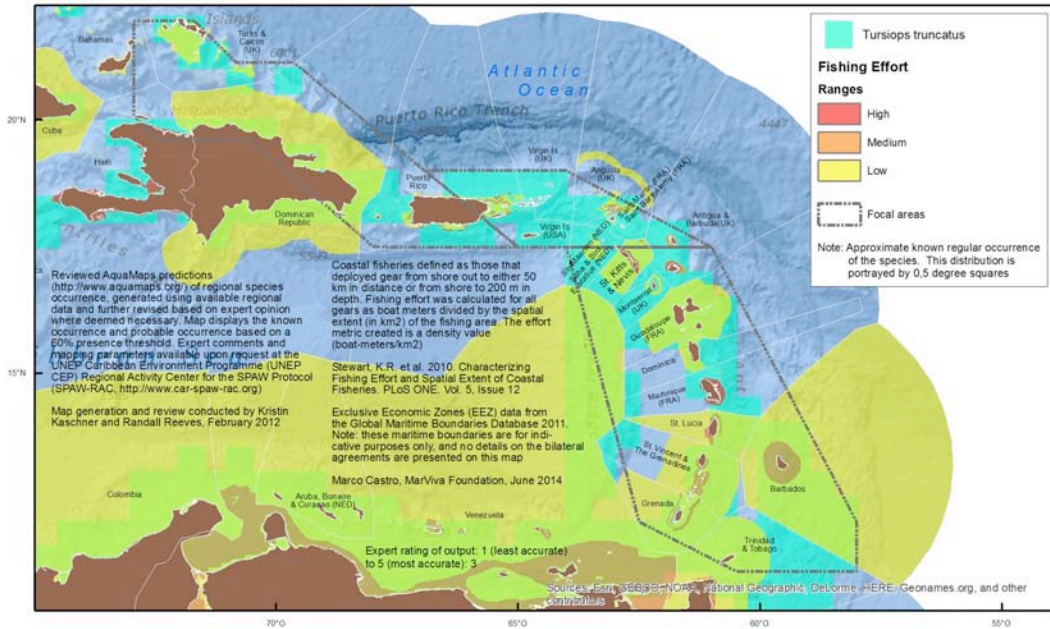 Islands
Bahamas
Turks &
Caicos
(UK)
Atlantic
Ocean
Puerto Rico Trench
4447
20°N
Cuba
Hispaniola
Haiti
Dominican
Republic
Puerto
Rico
Virgin Is
(UK)
Virgin Is
(USA)
Anguilla
(UK)
Saint Martin (FRA)
Saint Barthelemy (FRA)
Antigua &
Barbuda(UK)
St. Kitts
& Nevis
Montserrat
(UK)
Guadeloupe
(FRA)
Dominica
15°N
Martinique
(FRA)
St. Lucia
St. Vincent &
The Grenadines
Barbados
Grenada
Trinidad
& Tobago
Colombia
Aruba, Bonaire
& Curasao (NED)
Venezuela
Reviewed AquaMaps predictions
(http://www.aquamaps.org/) of regional species
occurrence, generated using available regional
data and further revised based on expert opinion
where deemed necessary. Map displays the known
occurrence and probable occurrence based on a
60% presence threshold. Expert comments and
mapping parameters available upon request at the
UNEP Caribbean Environment Programme (UNEP
CEP) Regional Activity Center for the SPAW Protocol
(SPAW-RAC, http://www.car-spaw-rac.org)
Map generation and review conducted by Kristin
Kaschner and Randall Reeves, February 2012
Coastal fisheries defined as those that
deployed gear from shore out to either 50
km in distance or from shore to 200 m in
depth. Fishing effort was calculated for all
gears as boat meters divided by the spatial
extent (in km2) of the fishing area. The effort
metric created is a density value
(boat-meters/km2)
Stewart, K.R. et al. 2010. Characterizing
Fishing Effort and Spatial Extent of Coastal
Fisheries. PLoS ONE. Vol. 5, Issue 12
Exclusive Economic Zones (EEZ) data from
the Global Maritime Boundaries Database 2011.
Note: these maritime boundaries are for indi-
cative purposes only, and no details on the bilateral
agreements are presented on this map
Marco Castro, MarViva Foundation, June 2014
Expert rating of output: 1 (least accurate)
to 5 (most accurate): 3
Sources: Esri, GEBCO, NOAA, National Geographic, DeLorme, HERE, Geonames.org, and other
contributors
70°O
65°O
60°O
55°O
Tursiops truncatus
Fishing Effort
Ranges
High
Medium
Low
Focal areas
Note: Approximate known regular occurrence
of the species. This distribution is
portrayed by 0,5 degree squares